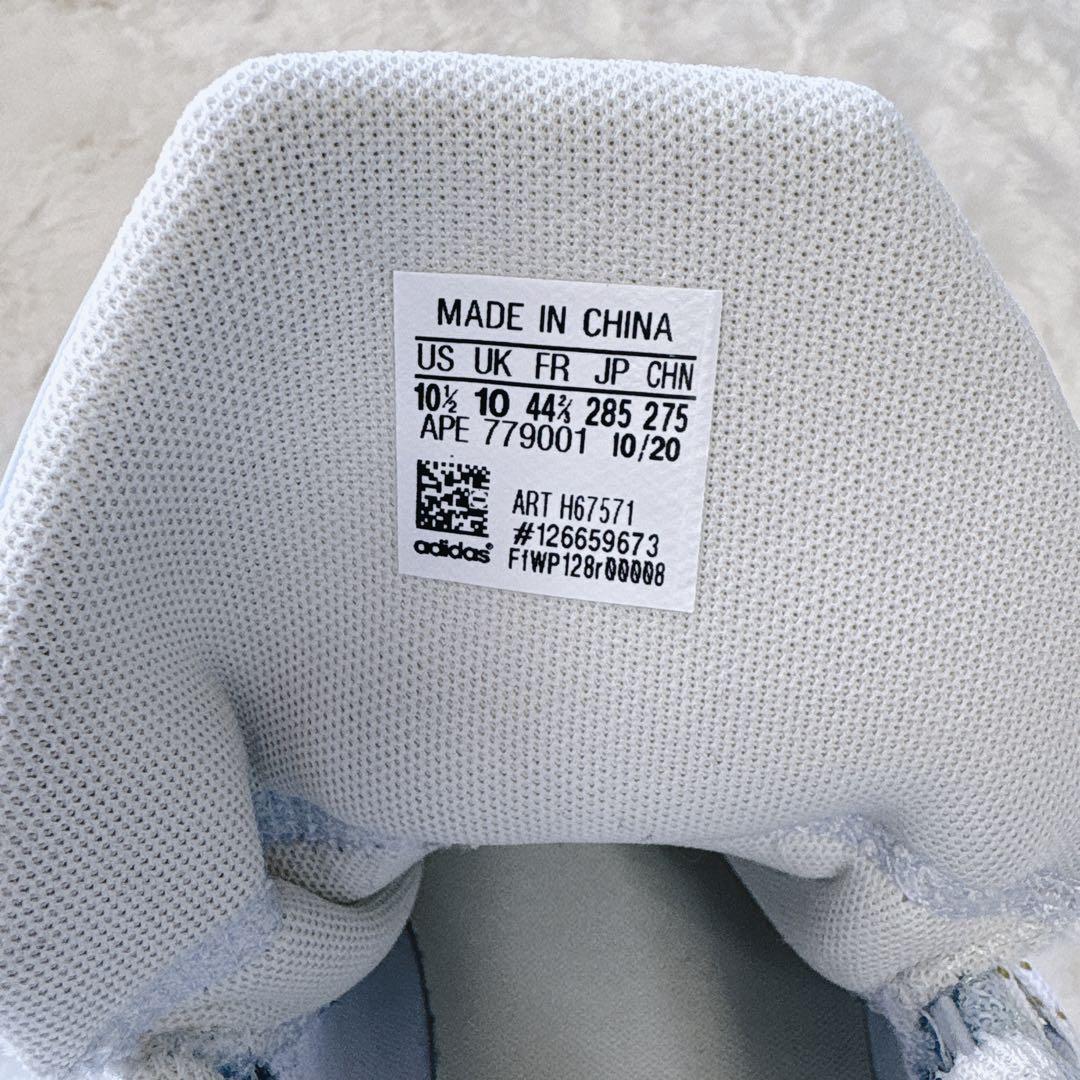 MADE IN CHINA
US UK FR JP CHN
10½ 10 44⅔ 285 275
APE 779001 10/20
ART H67571
#126659673
adidas®
F1WP128r00008